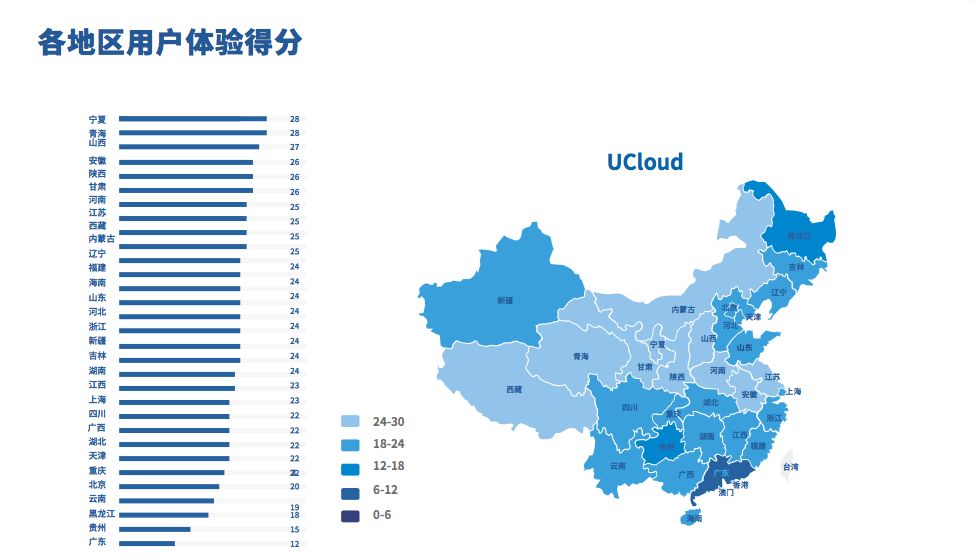 各地区用户体验得分
宁夏 28
青海 28
山西 27
安徽 26
陕西 26
甘肃 26
河南 25
江苏 25
西藏 25
内蒙古 25
辽宁 24
福建 24
海南 24
山东 24
河北 24
浙江 24
新疆 24
吉林 24
湖南 23
江西 23
上海 22
四川 22
广西 22
湖北 22
天津
重庆
北京 20
云南 19
黑龙江 18
贵州 15
广东 12
UCloud
黑龙江
吉林
辽宁
新疆
内蒙古
北京
天津
河北
山西
宁夏
山东
青海
甘肃
陕西
河南
江苏
西藏
安徽
上海
四川
湖北
重庆
浙江
湖南
江西
贵州
福建
云南
广西
广东
台湾
香港
澳门
海南
24-30
18-24
12-18
6-12
0-6